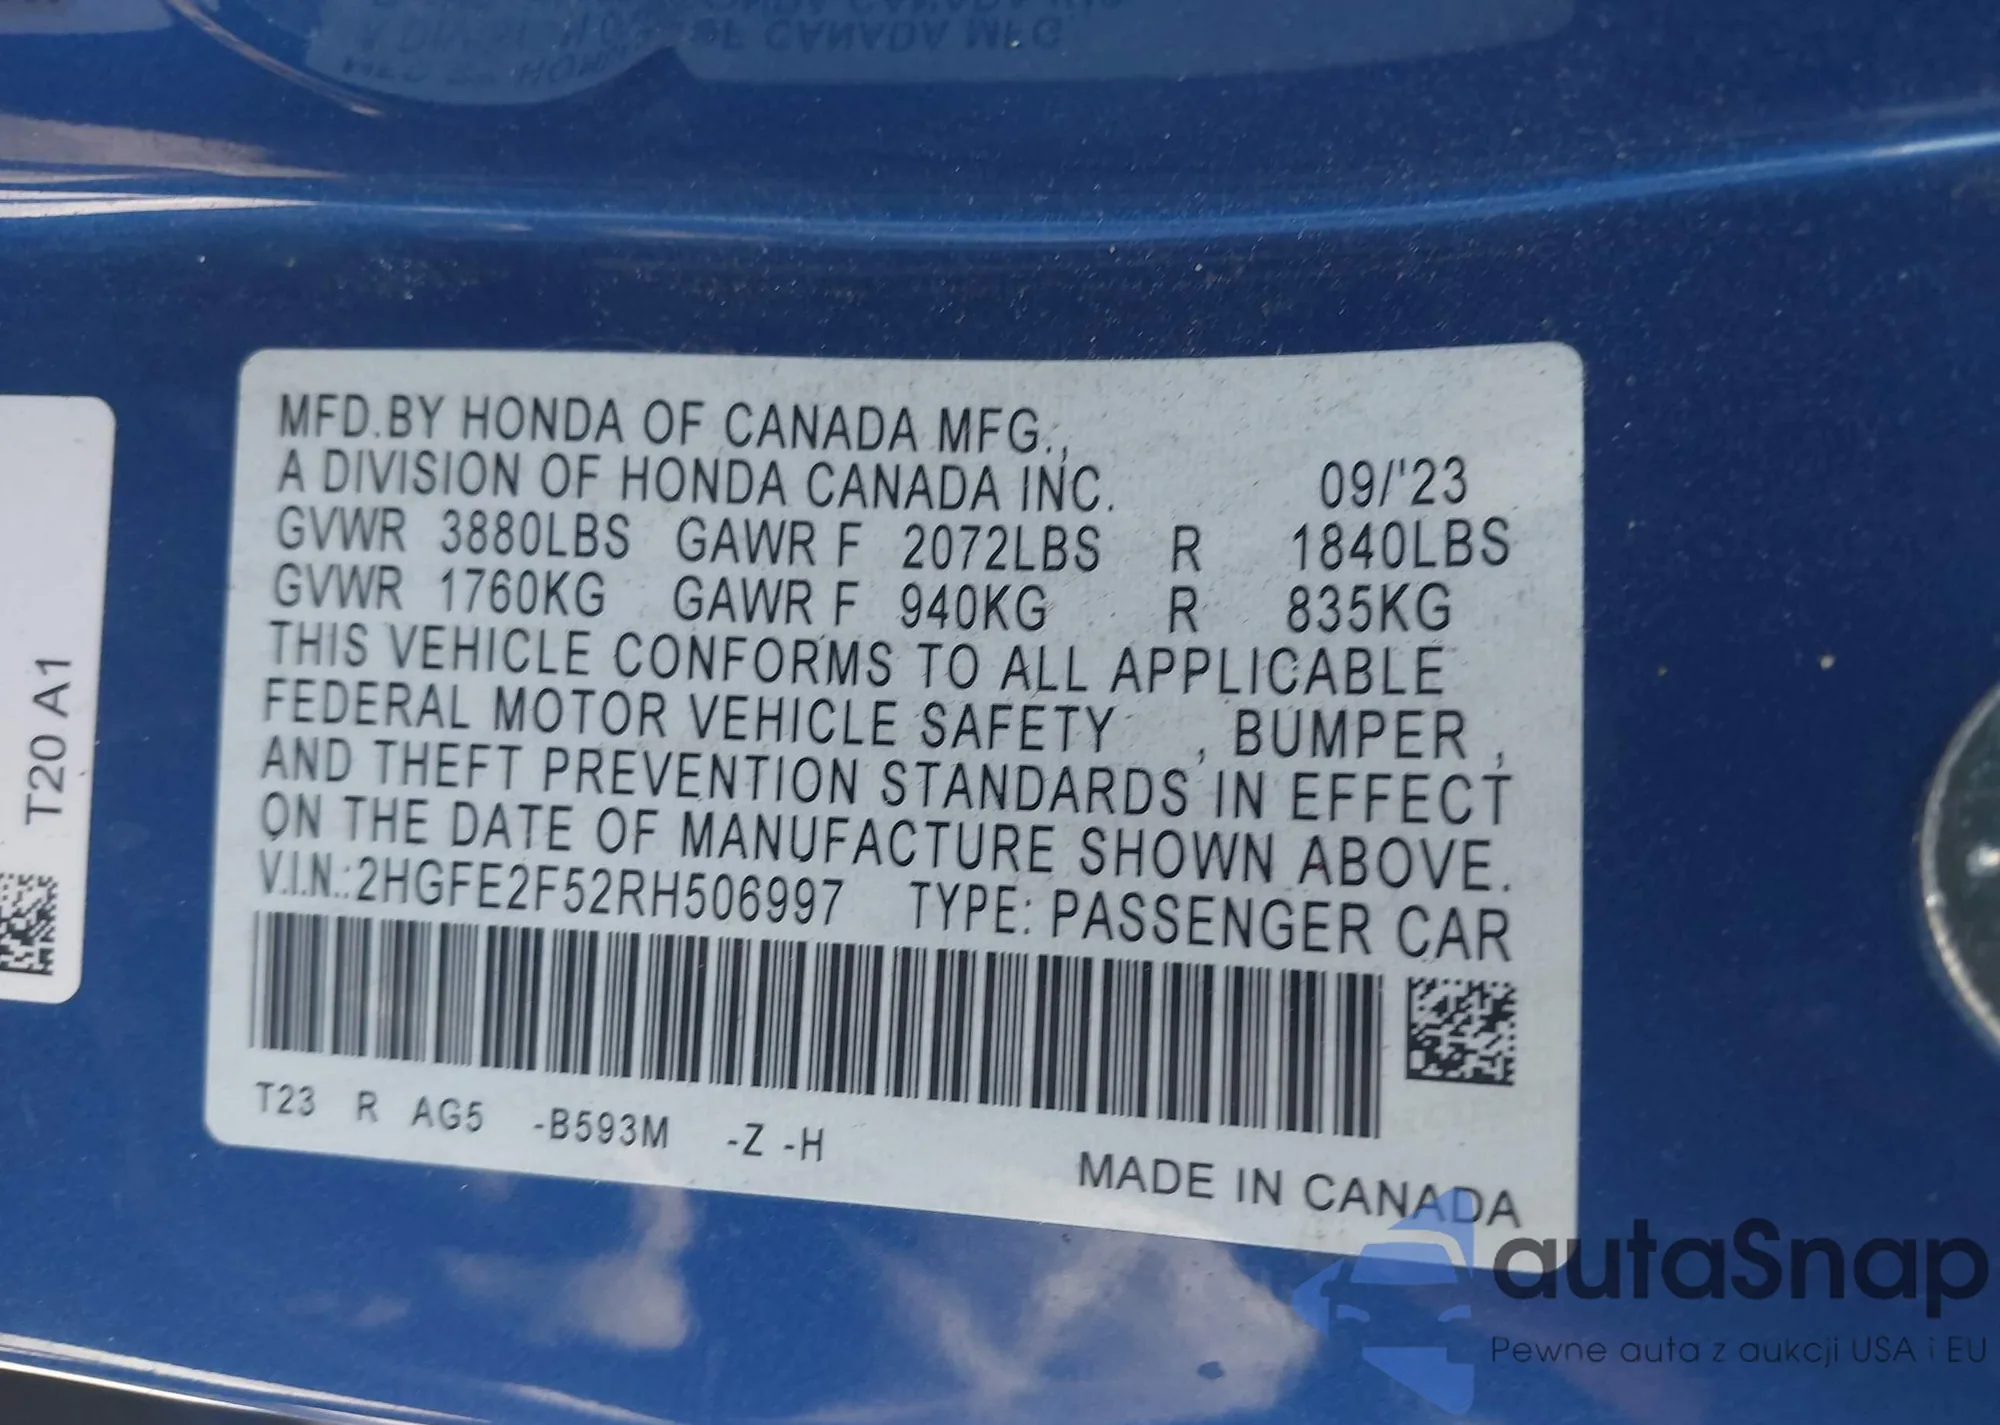 MFD.BY HONDA OF CANADA MFG.,
A DIVISION OF HONDA CANADA INC. 09/'23
GVWR 3880LBS GAWR F 2072LBS R 1840LBS
GVWR 1760KG GAWR F 940KG R 835KG
THIS VEHICLE CONFORMS TO ALL APPLICABLE
FEDERAL MOTOR VEHICLE SAFETY , BUMPER ,
AND THEFT PREVENTION STANDARDS IN EFFECT
ON THE DATE OF MANUFACTURE SHOWN ABOVE.
V.I.N.:2HGFE2F52RH506997 TYPE: PASSENGER CAR
T23 R AG5 -B593M -Z -H
MADE IN CANADA
T20 A1
autaSnap
Pewne auta z aukcji USA i EU